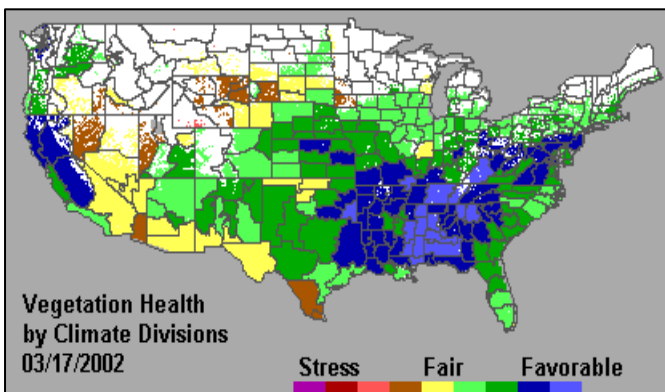 Vegetation Health
by Climate Divisions
03/17/2002
Stress Fair Favorable